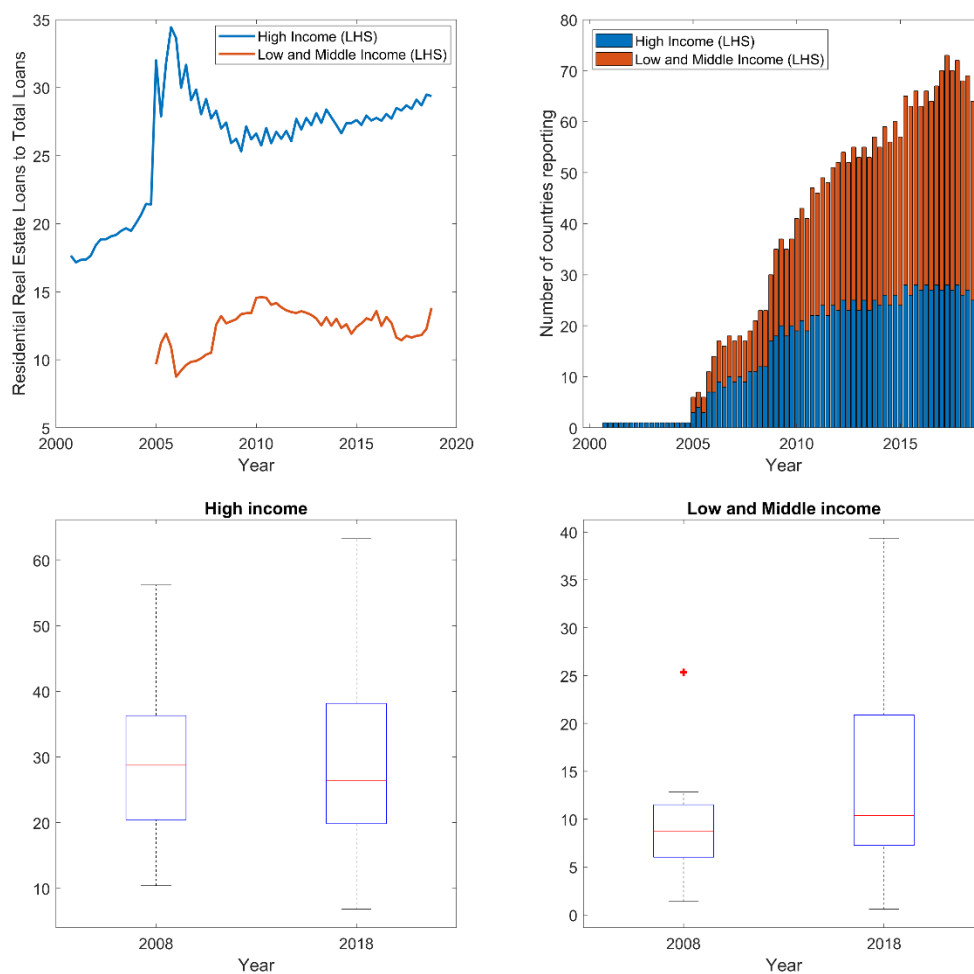 35
30
25
20
15
10
5
Residential Real Estate Loans to Total Loans
High Income (LHS)
Low and Middle Income (LHS)
2000 2005 2010 2015 2020
Year
80
70
60
50
40
30
20
10
0
Number of countries reporting
High Income (LHS)
Low and Middle Income (LHS)
2000 2005 2010 2015
Year
High income
60
50
40
30
20
10
2008 2018
Year
Low and Middle income
40
35
30
25
20
15
10
5
0
2008 2018
Year